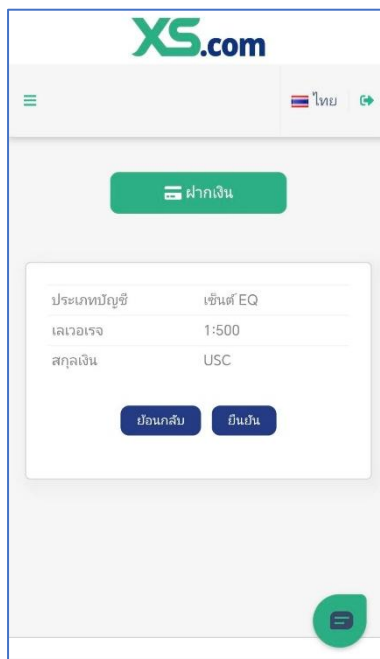 XS.com
ไทย
ฝากเงิน
ประเภทบัญชี เซ็นต์ EQ
เลเวอเรจ 1:500
สกุลเงิน USC
ย้อนกลับ ยืนยัน